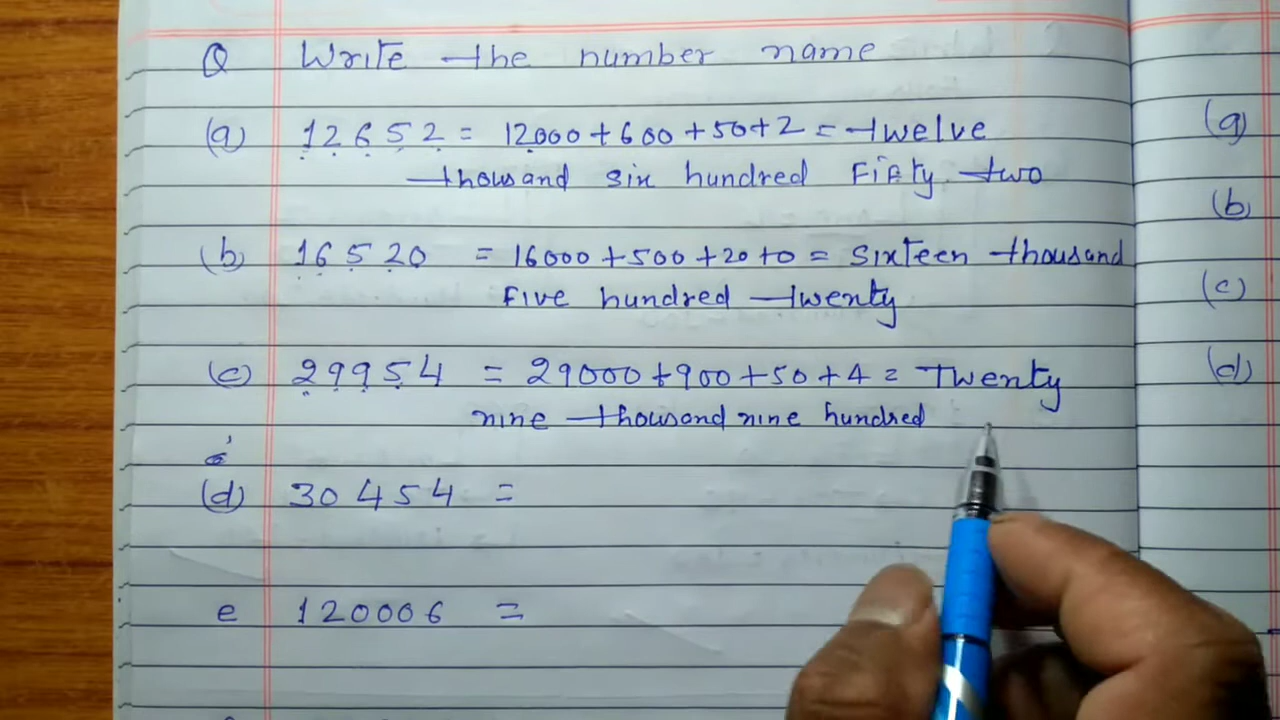 Q Write the number name
(a) 12652 = 12000+600+50+2 = twelve
thousand six hundred Fifty two
(b) 16520 = 16000+500+20+0 = Sixteen thousand
Five hundred twenty
(c) 29954 = 29000+900+50+4 = Twenty
nine thousand nine hundred
(d) 30454 =
e 120006 =
(g)
(b)
(c)
(d)